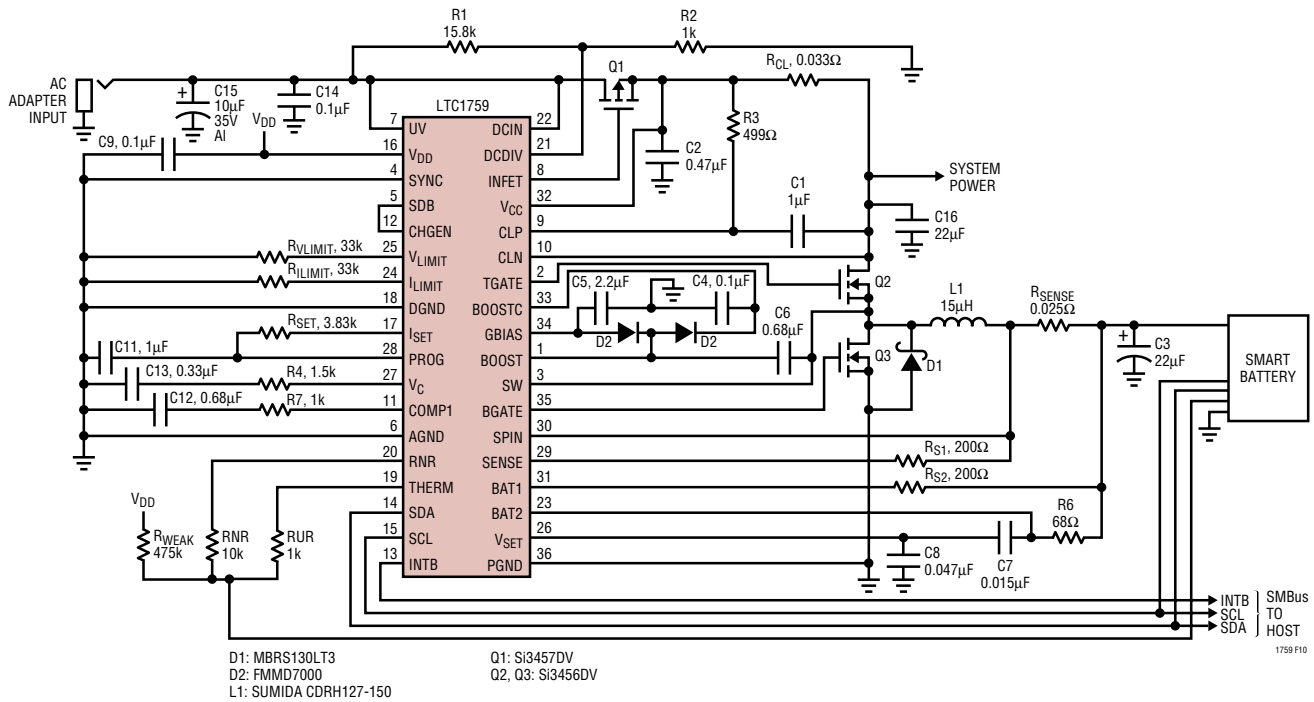 R1
15.8k
R2
1k
R_CL, 0.033Ω
Q1
AC
ADAPTER
INPUT
+
C15
10µF
35V
Al
C14
0.1µF
R3
499Ω
C2
0.47µF
C1
1µF
SYSTEM
POWER
C16
22µF
C9, 0.1µF
V_DD
LTC1759
7 UV
16 V_DD
4 SYNC
5 SDB
12 CHGEN
25 V_LIMIT
24 I_LIMIT
18 DGND
17 I_SET
28 PROG
27 V_C
11 COMP1
6 AGND
20 RNR
19 THERM
14 SDA
15 SCL
13 INTB
DCIN 22
DCDIV 21
INFET 8
V_CC 32
CLP 9
CLN 10
TGATE 2
BOOSTC 33
GBIAS 34
BOOST 1
SW 3
BGATE 35
SPIN 30
SENSE 29
BAT1 31
BAT2 23
V_SET 26
PGND 36
R_VLIMIT, 33k
R_ILIMIT, 33k
R_SET, 3.83k
C11, 1µF
C13, 0.33µF
R4, 1.5k
C12, 0.68µF
R7, 1k
C5, 2.2µF
C4, 0.1µF
D2
D2
C6
0.68µF
Q2
Q3
D1
L1
15µH
R_SENSE
0.025Ω
+
C3
22µF
SMART
BATTERY
R_S1, 200Ω
R_S2, 200Ω
R6
68Ω
C8
0.047µF
C7
0.015µF
V_DD
R_WEAK
475k
RNR
10k
RUR
1k
INTB
SCL
SDA
SMBus
TO
HOST
1759 F10
D1: MBRS130LT3
D2: FMMD7000
L1: SUMIDA CDRH127-150
Q1: Si3457DV
Q2, Q3: Si3456DV